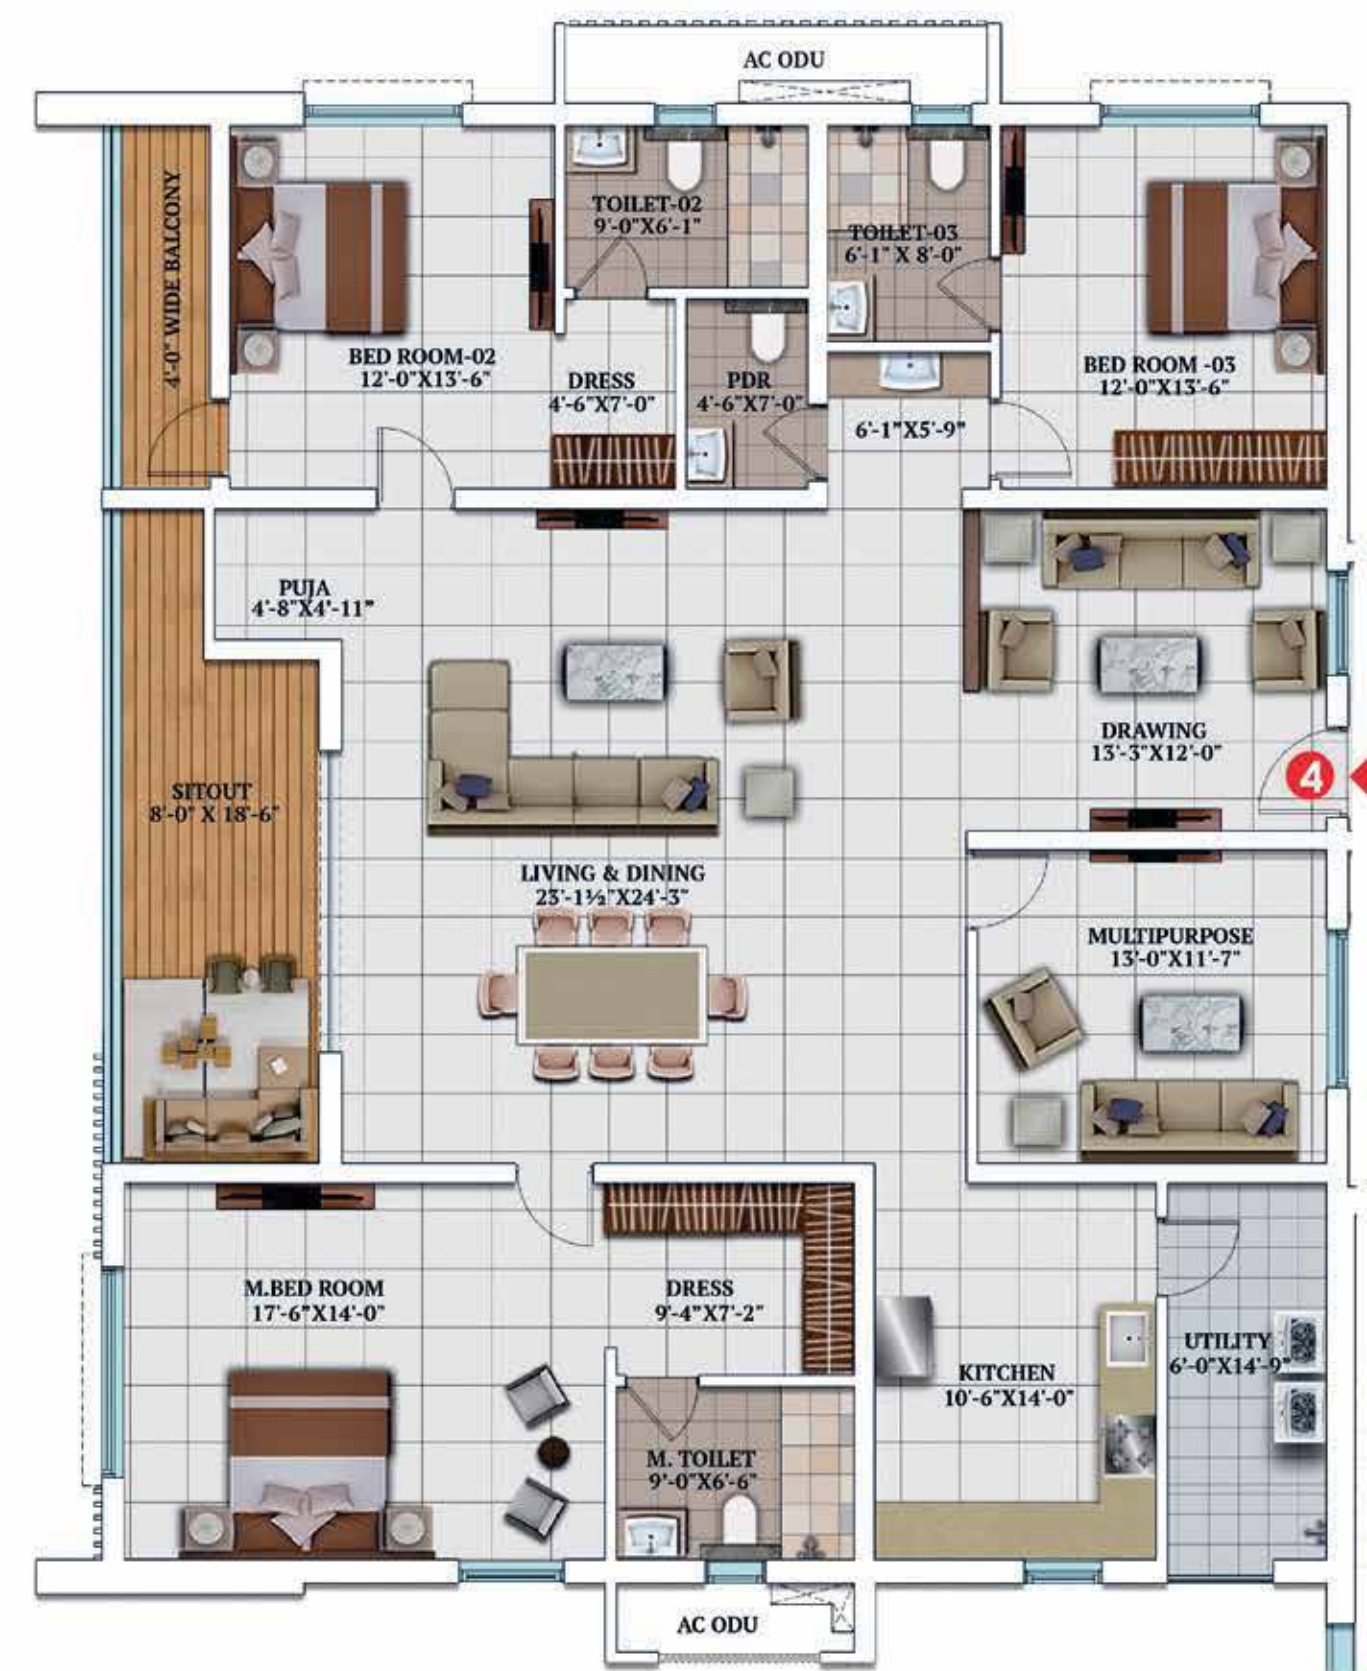 AC ODU
4'-0" WIDE BALCONY
TOILET-02
9'-0"X6'-1"
TOILET-03
6'-1" X 8'-0"
BED ROOM-02
12'-0"X13'-6"
DRESS
4'-6"X7'-0"
PDR
4'-6"X7'-0"
6'-1"X5'-9"
BED ROOM -03
12'-0"X13'-6"
PUJA
4'-8"X4'-11"
DRAWING
13'-3"X12'-0"
4
SITOUT
8'-0" X 18'-6"
LIVING & DINING
23'-1½"X24'-3"
MULTIPURPOSE
13'-0"X11'-7"
M.BED ROOM
17'-6"X14'-0"
DRESS
9'-4"X7'-2"
KITCHEN
10'-6"X14'-0"
UTILITY
6'-0"X14'-9"
M. TOILET
9'-0"X6'-6"
AC ODU